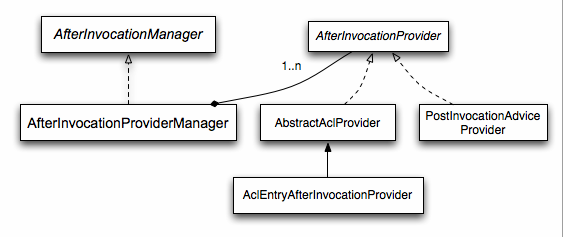 AfterInvocationManager
AfterInvocationProvider
1..n
AfterInvocationProviderManager
AbstractAclProvider
PostInvocationAdvice
Provider
AclEntryAfterInvocationProvider